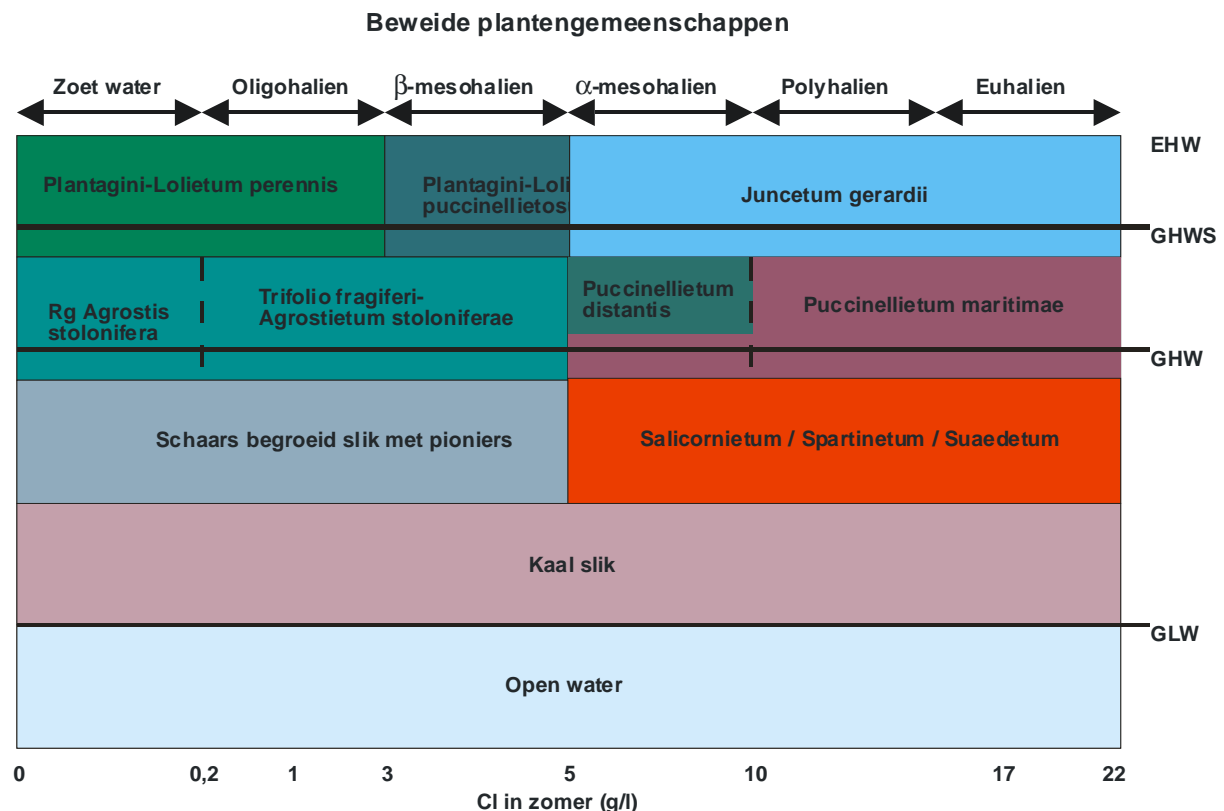 Beweide plantengemeenschappen
Zoet water
Oligohalien
β-mesohalien
α-mesohalien
Polyhalien
Euhalien
EHW
Plantagini-Lolietum perennis
Plantagini-Loli
puccinellietos
Juncetum gerardii
GHWS
Rg Agrostis
stolonifera
Trifolio fragiferi-
Agrostietum stoloniferae
Puccinellietum
distantis
Puccinellietum maritimae
GHW
Schaars begroeid slik met pioniers
Salicornietum / Spartinetum / Suaedetum
Kaal slik
GLW
Open water
0 0,2 1 3 5 10 17 22
Cl in zomer (g/l)